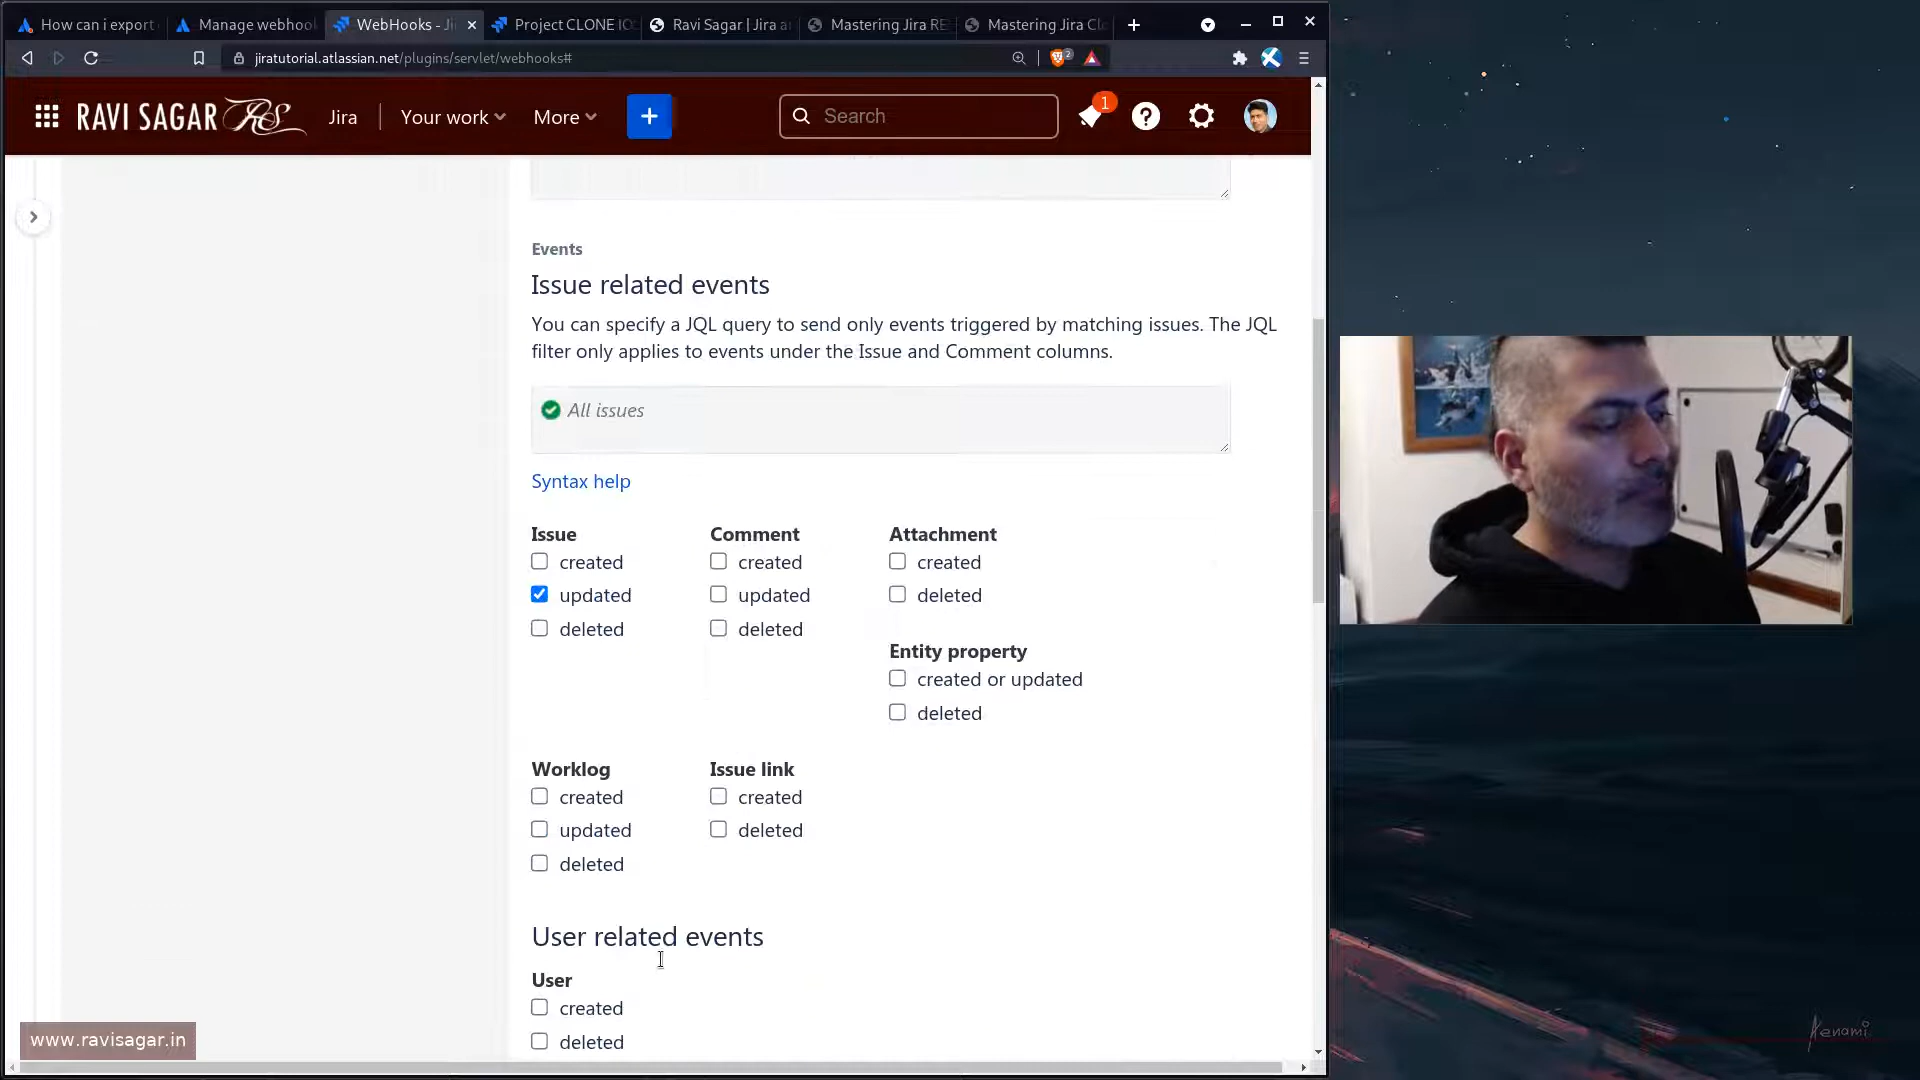 How can i export
Manage webhook
WebHooks - Ji
Project CLONE IC
Ravi Sagar | Jira a
Mastering Jira RE
Mastering Jira Cl
jiratutorial.atlassian.net/plugins/servlet/webhooks#
2
RAVI SAGAR RS
Jira
Your work
More
Search
1
Events
Issue related events
You can specify a JQL query to send only events triggered by matching issues. The JQL
filter only applies to events under the Issue and Comment columns.
All issues
Syntax help
Issue
created
updated
deleted
Comment
created
updated
deleted
Attachment
created
deleted
Entity property
created or updated
deleted
Worklog
created
updated
deleted
Issue link
created
deleted
User related events
User
created
deleted
www.ravisagar.in
Kenami